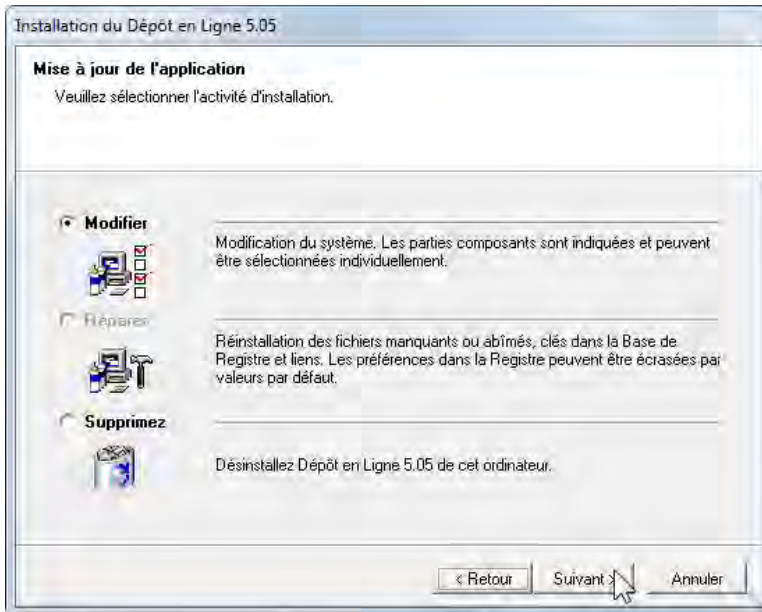 Installation du Dépôt en Ligne 5.05
Mise à jour de l'application
Veuillez sélectionner l'activité d'installation.
Modifier
Modification du système. Les parties composants sont indiquées et peuvent
être sélectionnées individuellement.
Réparez
Réinstallation des fichiers manquants ou abîmés, clés dans la Base de
Registre et liens. Les préférences dans la Registre peuvent être écrasées par
valeurs par défaut.
Supprimez
Désinstallez Dépôt en Ligne 5.05 de cet ordinateur.
< Retour
Suivant >
Annuler